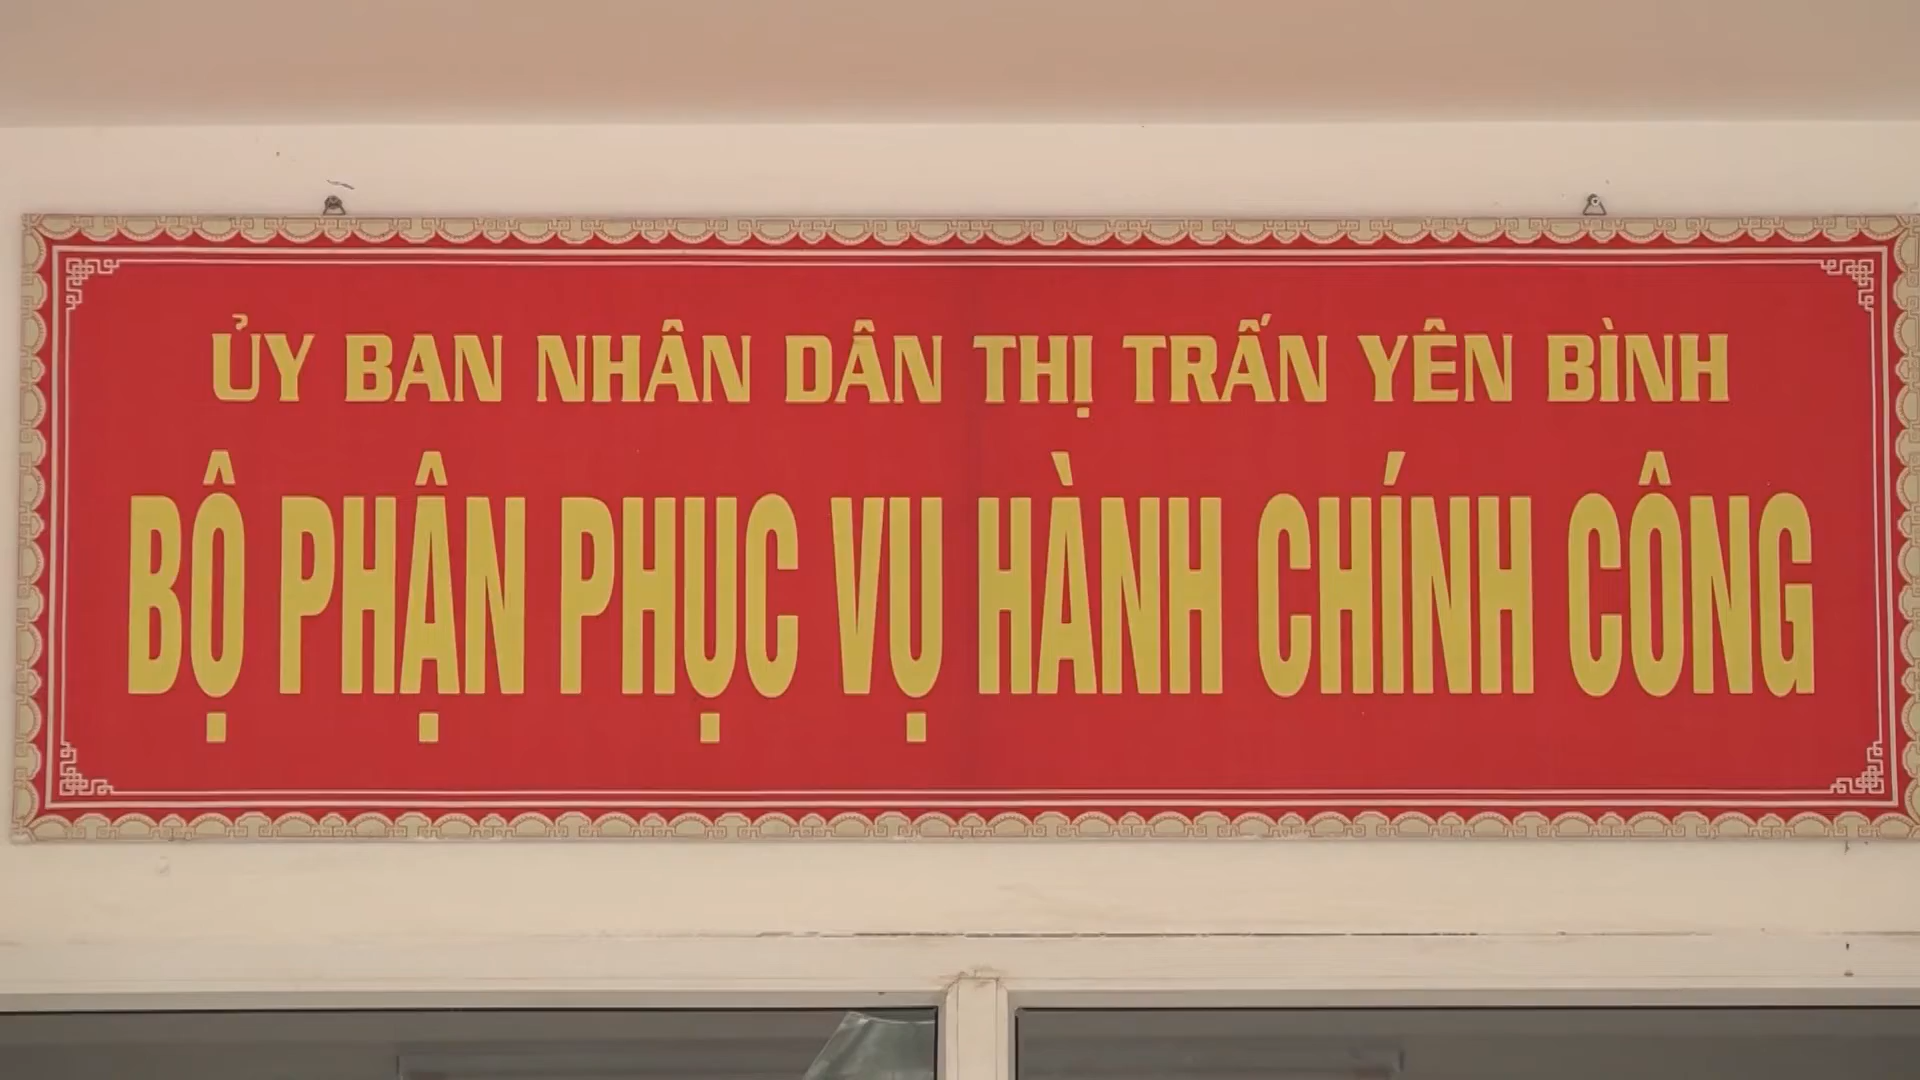 ỦY BAN NHÂN DÂN THỊ TRẤN YÊN BÌNH
BỘ PHẬN PHỤC VỤ HÀNH CHÍNH CÔNG